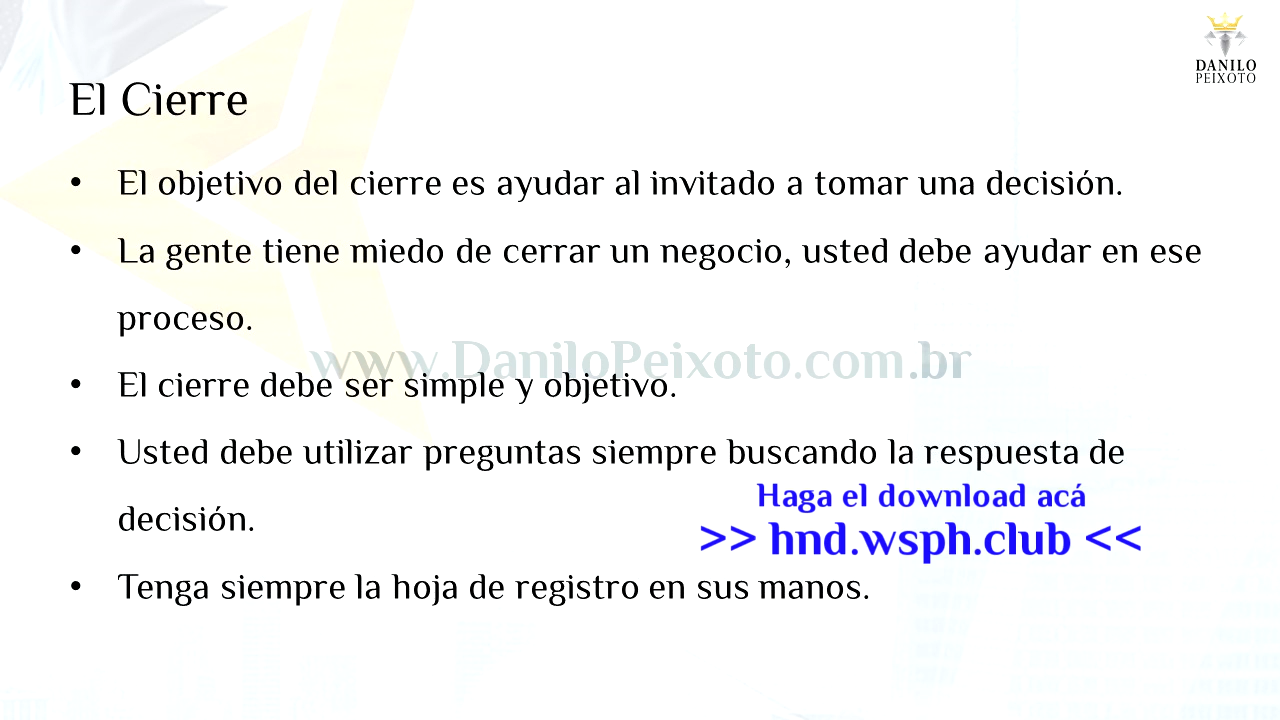 DANILO
PEIXOTO
El Cierre
• El objetivo del cierre es ayudar al invitado a tomar una decisión.
• La gente tiene miedo de cerrar un negocio, usted debe ayudar en ese
proceso.
www.DaniloPeixoto.com.br
• El cierre debe ser simple y objetivo.
• Usted debe utilizar preguntas siempre buscando la respuesta de
decisión.
Haga el download acá
>> hnd.wsph.club <<
• Tenga siempre la hoja de registro en sus manos.